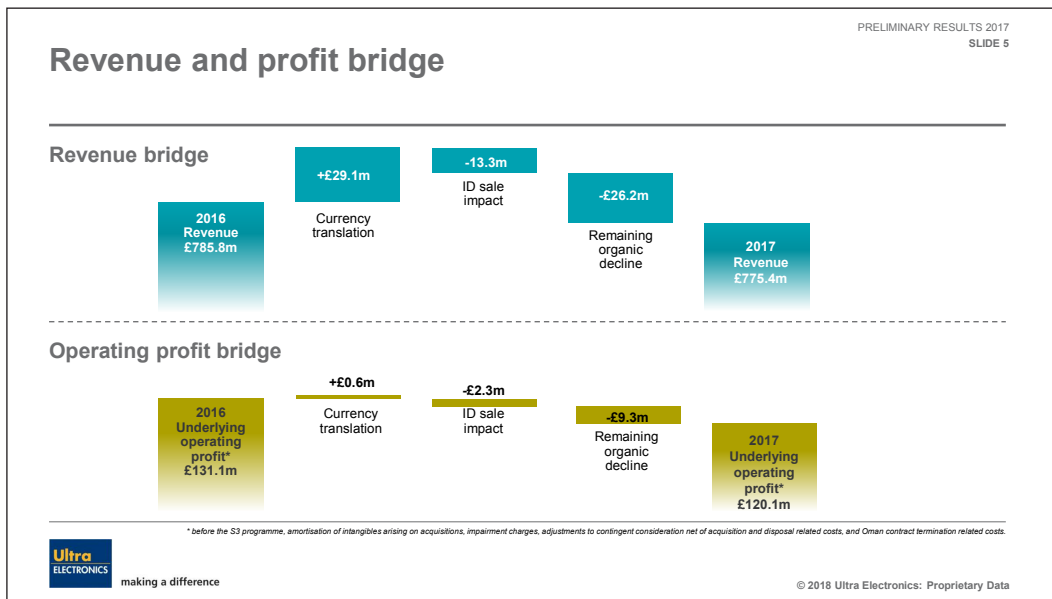 PRELIMINARY RESULTS 2017
SLIDE 5
Revenue and profit bridge
Revenue bridge
2016
Revenue
£785.8m
+£29.1m
Currency
translation
-13.3m
ID sale
impact
-£26.2m
Remaining
organic
decline
2017
Revenue
£775.4m
Operating profit bridge
2016
Underlying
operating
profit*
£131.1m
+£0.6m
Currency
translation
-£2.3m
ID sale
impact
-£9.3m
Remaining
organic
decline
2017
Underlying
operating
profit*
£120.1m
* before the S3 programme, amortisation of intangibles arising on acquisitions, impairment charges, adjustments to contingent consideration net of acquisition and disposal related costs, and Oman contract termination related costs.
Ultra
ELECTRONICS
making a difference
© 2018 Ultra Electronics: Proprietary Data